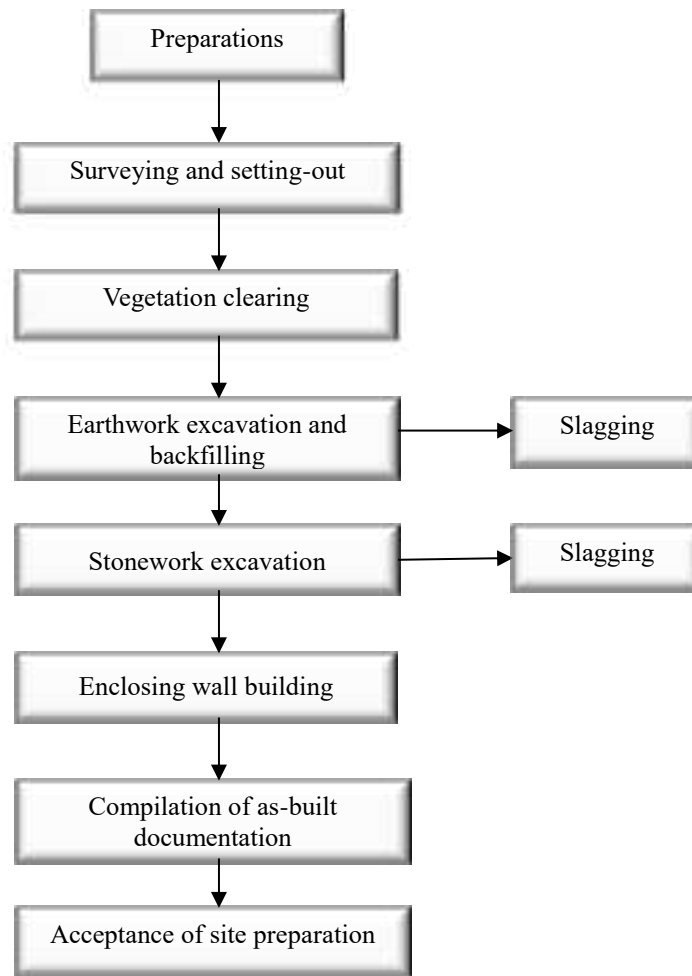 Preparations
Surveying and setting-out
Vegetation clearing
Earthwork excavation and
backfilling
Slagging
Stonework excavation
Slagging
Enclosing wall building
Compilation of as-built
documentation
Acceptance of site preparation